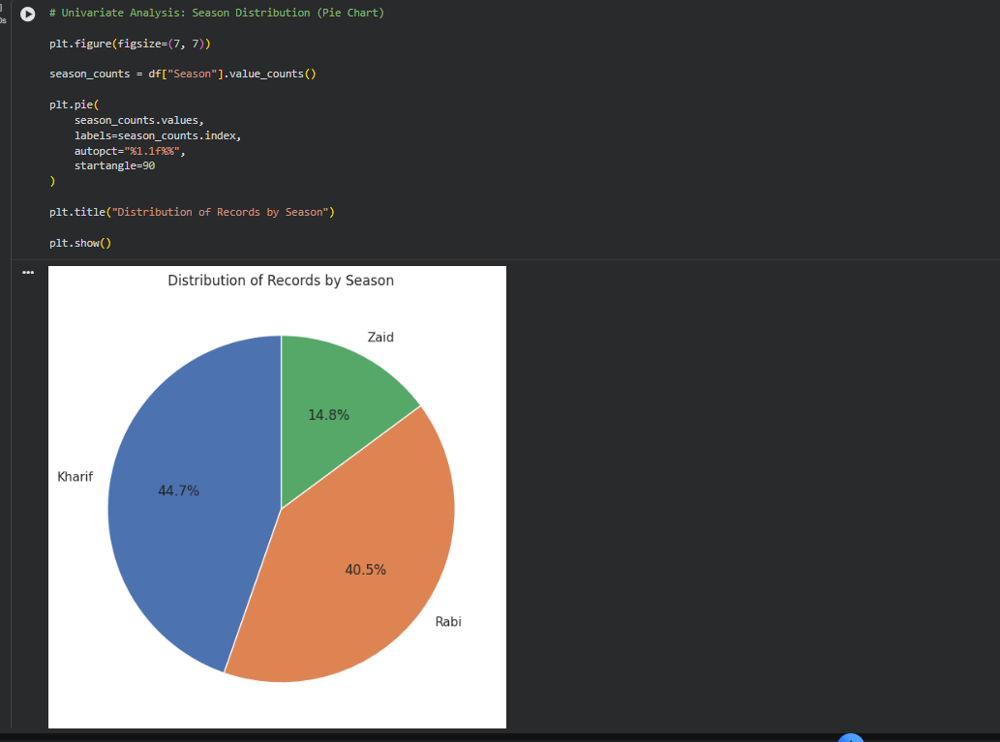 # Univariate Analysis: Season Distribution (Pie Chart)
plt.figure(figsize=(7, 7))
season_counts = df["Season"].value_counts()
plt.pie(
season_counts.values,
labels=season_counts.index,
autopct="%1.1f%%",
startangle=90
)
plt.title("Distribution of Records by Season")
plt.show()
Distribution of Records by Season
Zaid
14.8%
Kharif
44.7%
40.5%
Rabi